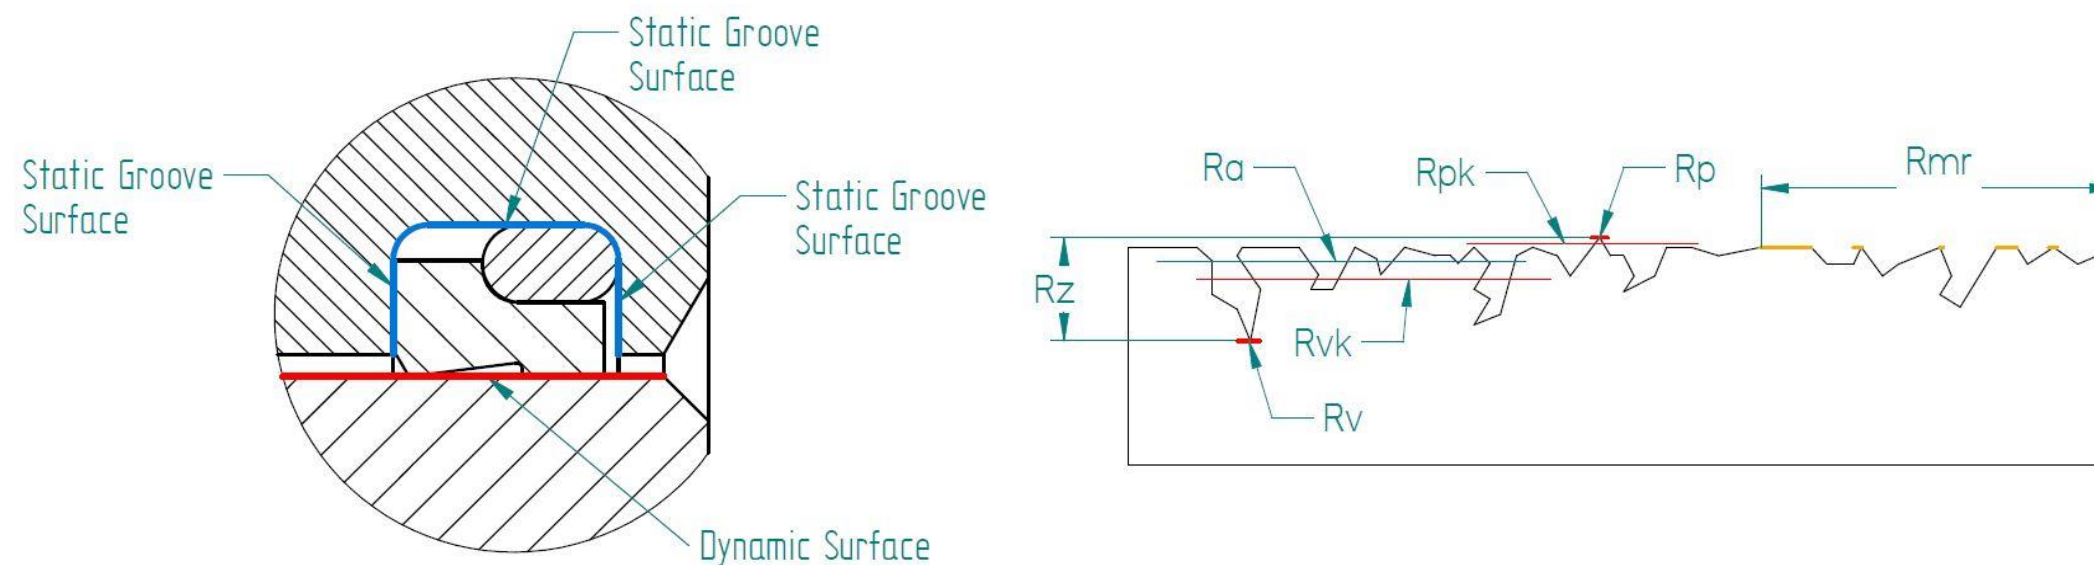 Static Groove
Surface
Static Groove
Surface
Static Groove
Surface
Dynamic Surface
Ra
Rpk
Rp
Rmr
Rz
Rvk
Rv